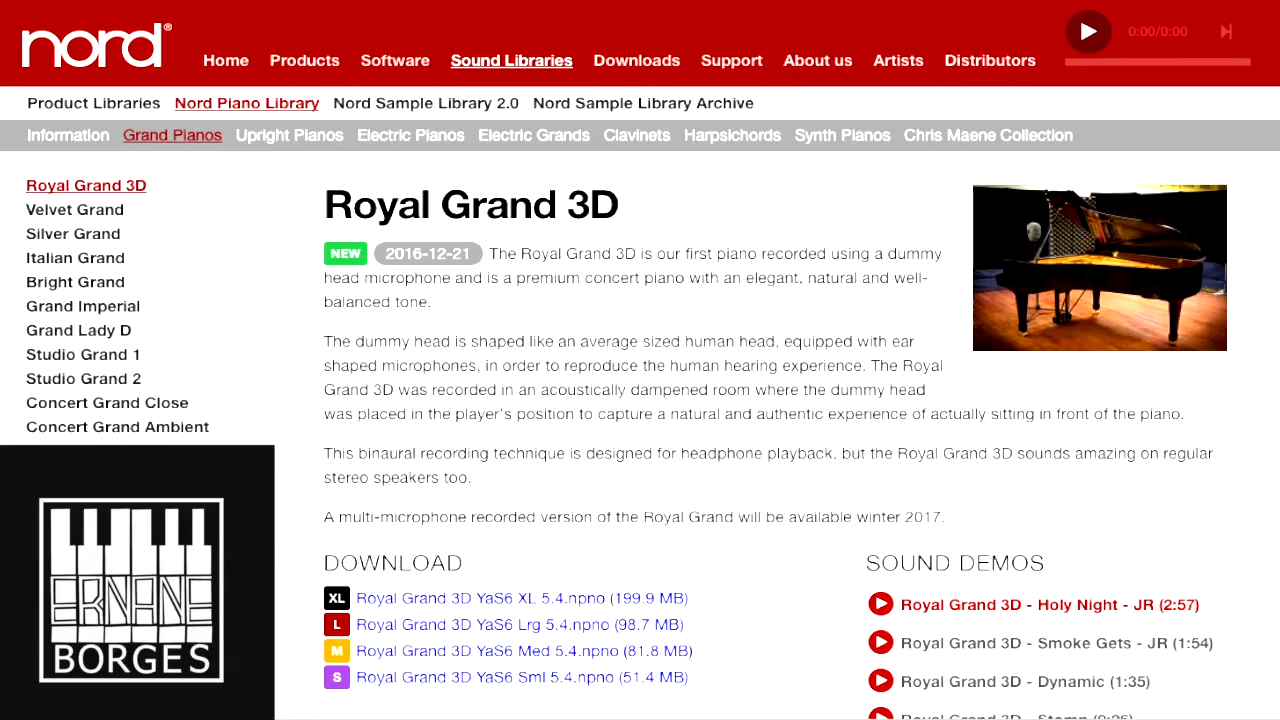 nord®
Home Products Software Sound Libraries Downloads Support About us Artists Distributors
0:00/0:00
Product Libraries Nord Piano Library Nord Sample Library 2.0 Nord Sample Library Archive
Information Grand Pianos Upright Pianos Electric Pianos Electric Grands Clavinets Harpsichords Synth Pianos Chris Maene Collection
Royal Grand 3D
Velvet Grand
Silver Grand
Italian Grand
Bright Grand
Grand Imperial
Grand Lady D
Studio Grand 1
Studio Grand 2
Concert Grand Close
Concert Grand Ambient
ERNANE
BORGES
Royal Grand 3D
NEW 2016-12-21 The Royal Grand 3D is our first piano recorded using a dummy
head microphone and is a premium concert piano with an elegant, natural and well-
balanced tone.
The dummy head is shaped like an average sized human head, equipped with ear
shaped microphones, in order to reproduce the human hearing experience. The Royal
Grand 3D was recorded in an acoustically dampened room where the dummy head
was placed in the player's position to capture a natural and authentic experience of actually sitting in front of the piano.
This binaural recording technique is designed for headphone playback, but the Royal Grand 3D sounds amazing on regular
stereo speakers too.
A multi-microphone recorded version of the Royal Grand will be available winter 2017.
DOWNLOAD
XL Royal Grand 3D YaS6 XL 5.4.npno (199.9 MB)
L Royal Grand 3D YaS6 Lrg 5.4.npno (98.7 MB)
M Royal Grand 3D YaS6 Med 5.4.npno (81.8 MB)
S Royal Grand 3D YaS6 Sml 5.4.npno (51.4 MB)
SOUND DEMOS
Royal Grand 3D - Holy Night - JR (2:57)
Royal Grand 3D - Smoke Gets - JR (1:54)
Royal Grand 3D - Dynamic (1:35)
Royal Grand 3D